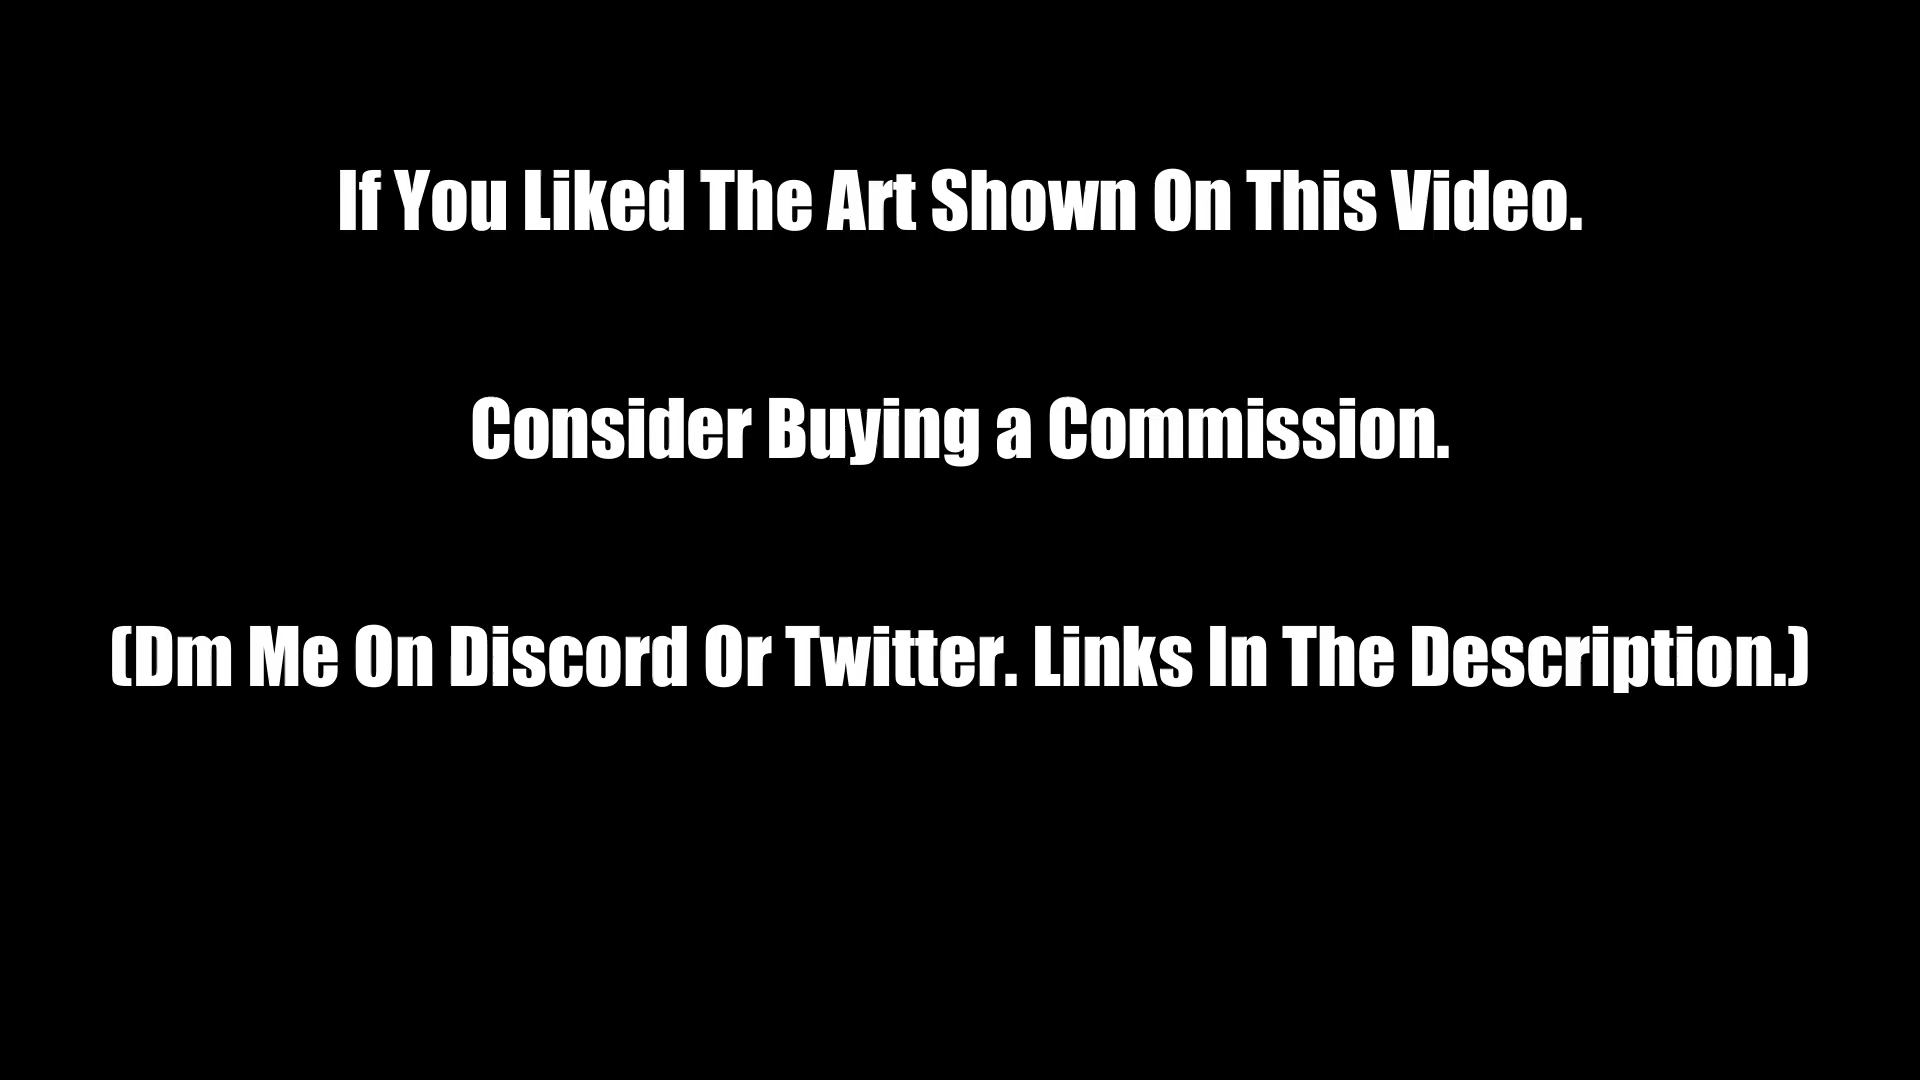 If You Liked The Art Shown On This Video.
Consider Buying a Commission.
(Dm Me On Discord Or Twitter. Links In The Description.)